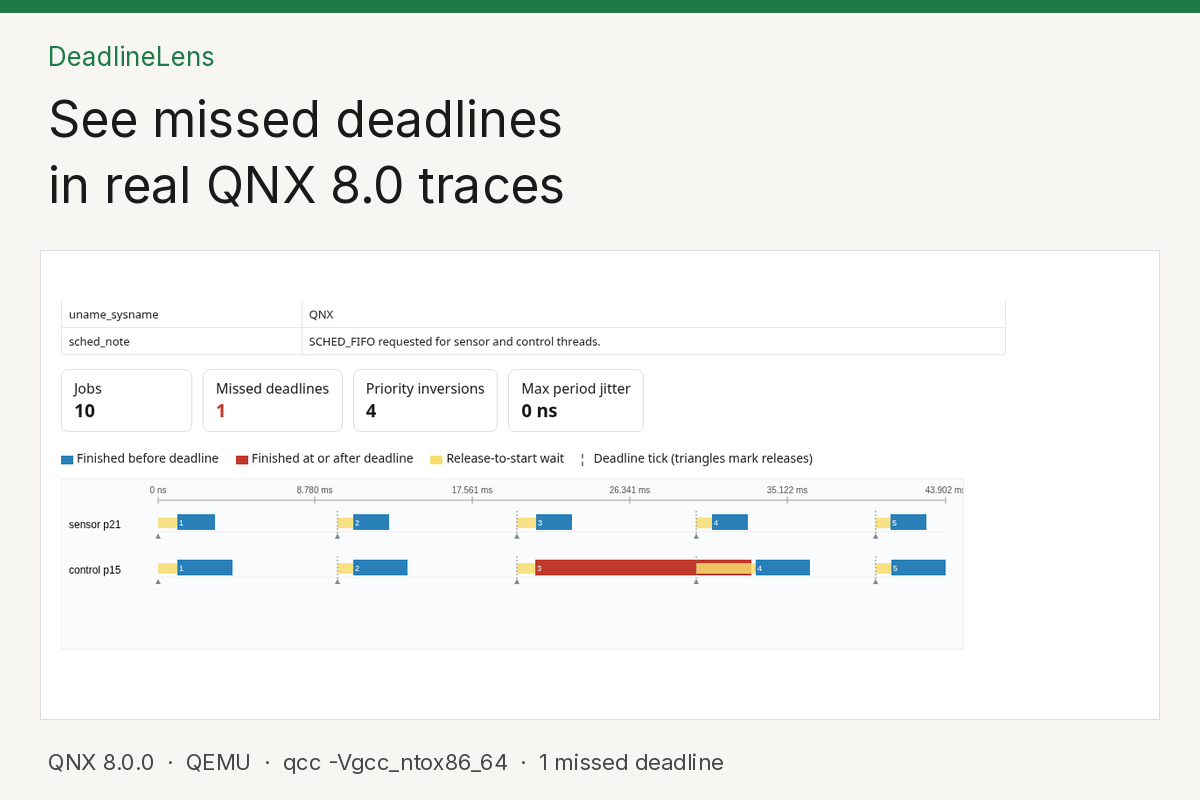 DeadlineLens
See missed deadlines
in real QNX 8.0 traces
uname_sysname QNX
sched_note SCHED_FIFO requested for sensor and control threads.
Jobs Missed deadlines Priority inversions Max period jitter
10 1 4 0 ns
Finished before deadline Finished at or after deadline Release-to-start wait Deadline tick (triangles mark releases)
0 ns 8.780 ms 17.561 ms 26.341 ms 35.122 ms 43.902 ms
sensor p21 1 2 3 4 5
control p15 1 2 3 4 5
QNX 8.0.0 · QEMU · qcc -Vgcc_ntox86_64 · 1 missed deadline